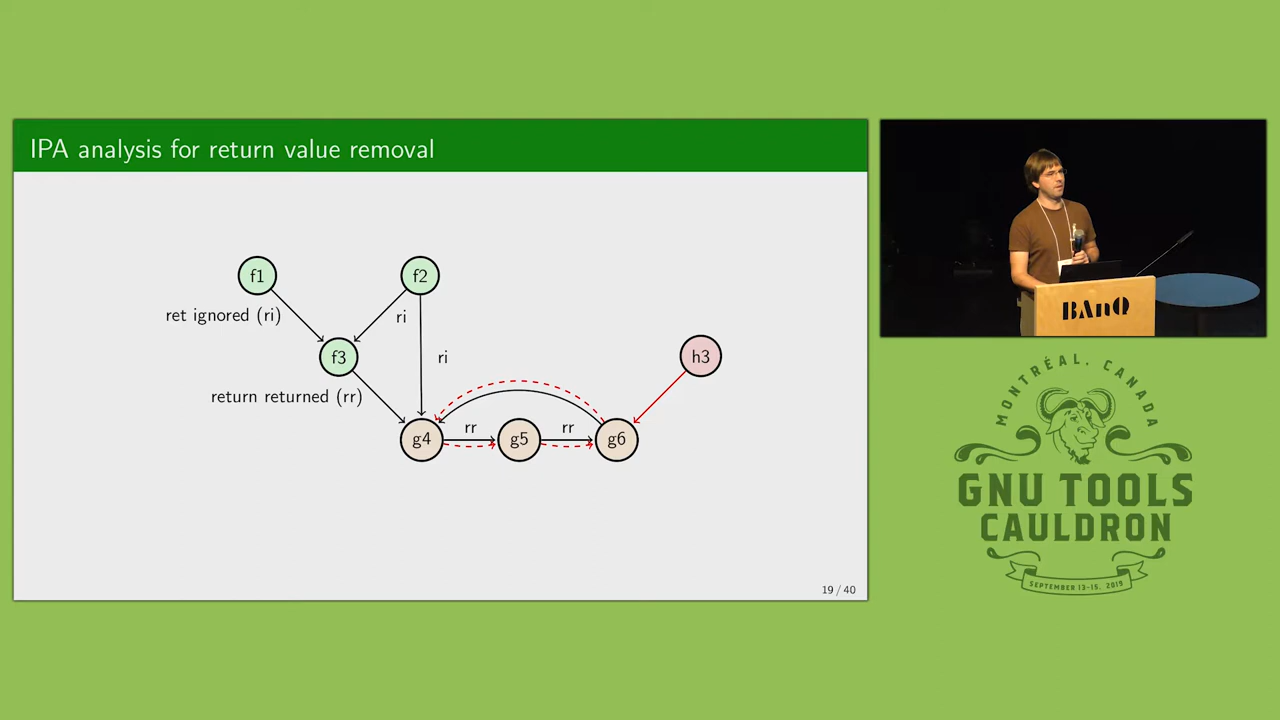 IPA analysis for return value removal
f1
f2
ret ignored (ri)
ri
f3
ri
h3
return returned (rr)
g4
rr
g5
rr
g6
19 / 40
BAnQ
MONTRÉAL, CANADA
GNU TOOLS
CAULDRON
SEPTEMBER 13-15, 2019